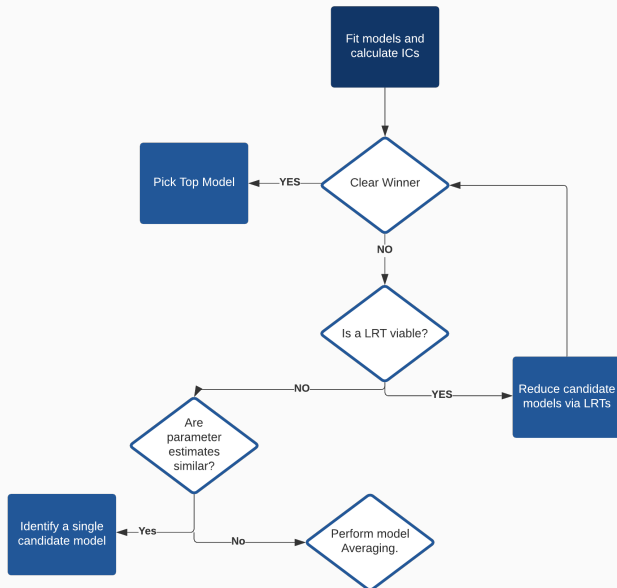 Fit models and
calculate ICs
Pick Top Model
YES
Clear Winner
NO
Is a LRT viable?
NO
YES
Reduce candidate
models via LRTs
Are
parameter
estimates
similar?
Identify a single
candidate model
Yes
No
Perform model
Averaging.